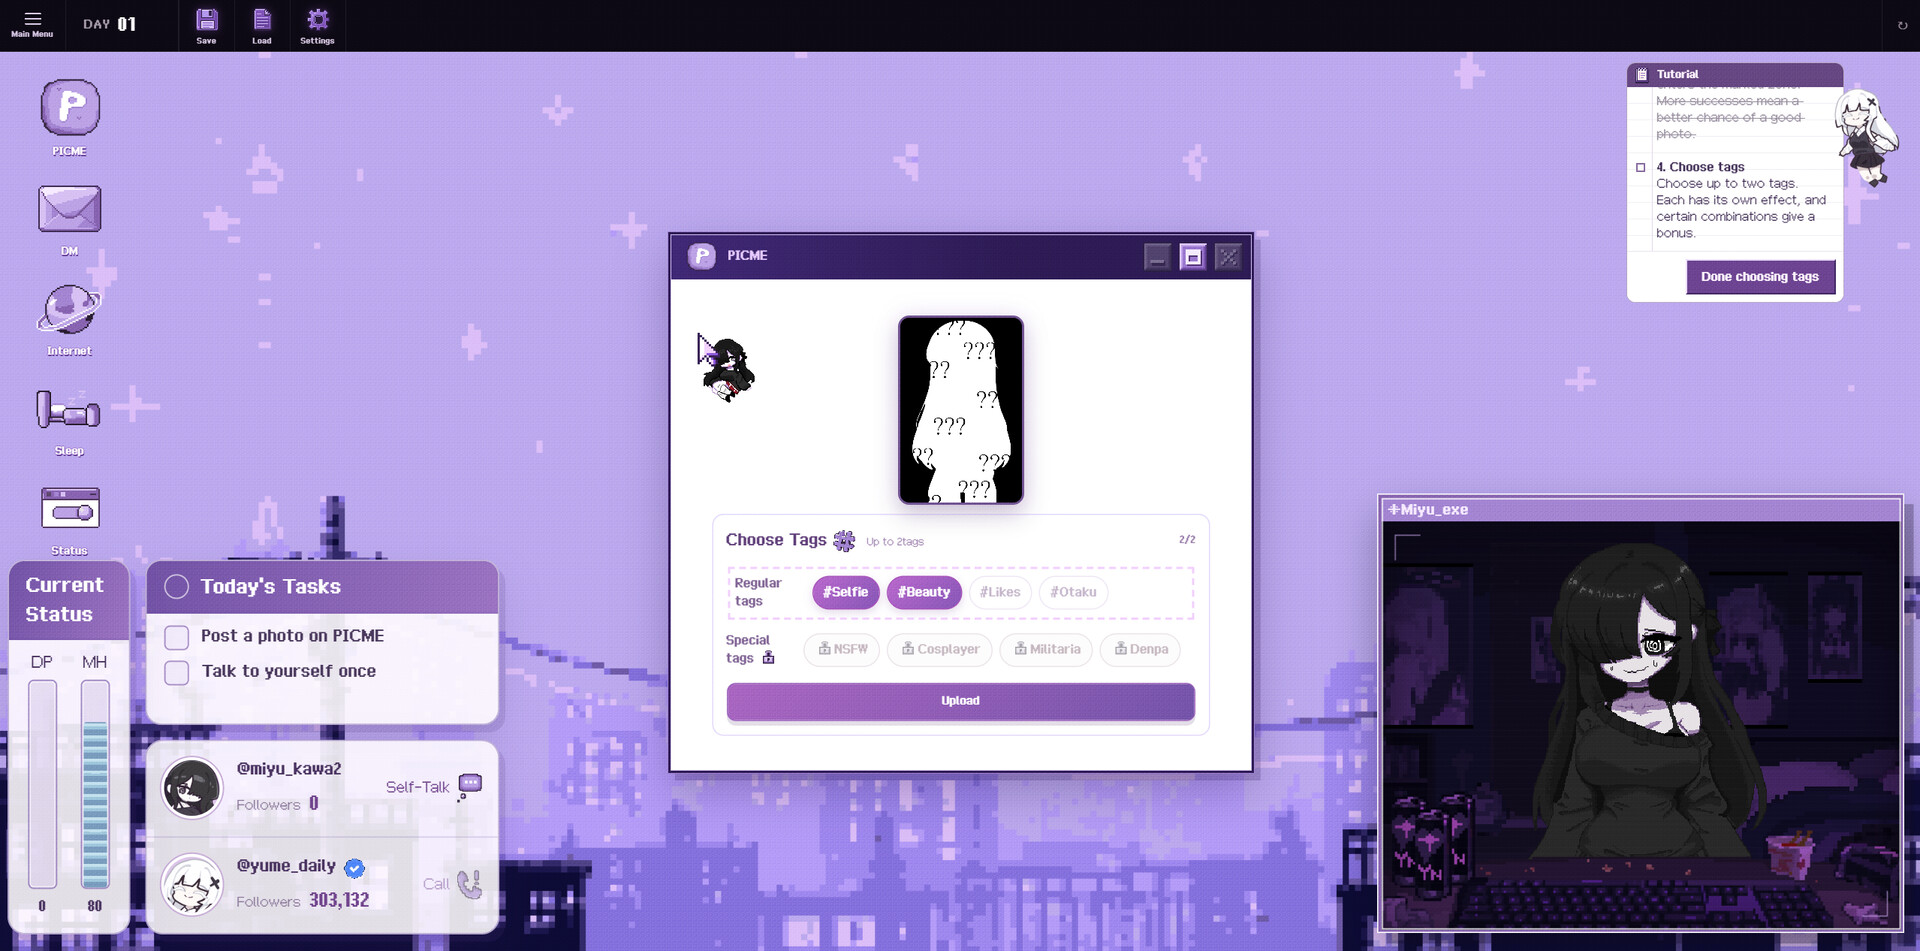 Main Menu
DAY 01
Save
Load
Settings
PICME
DM
Internet
Sleep
Status
Tutorial
More successes mean a
better chance of a good
photo.
4. Choose tags
Choose up to two tags.
Each has its own effect, and
certain combinations give a
bonus.
Done choosing tags
PICME
???
???
??
??
???
??
???
???
?
Choose Tags
Up to 2tags
2/2
Regular
tags
#Selfie
#Beauty
#Likes
#Otaku
Special
tags
NSFW
Cosplayer
Militaria
Denpa
Upload
Current
Status
DP
MH
0
80
Today's Tasks
Post a photo on PICME
Talk to yourself once
@miyu_kawa2
Followers 0
Self-Talk
@yume_daily
Followers 303,132
Call
Miyu_exe